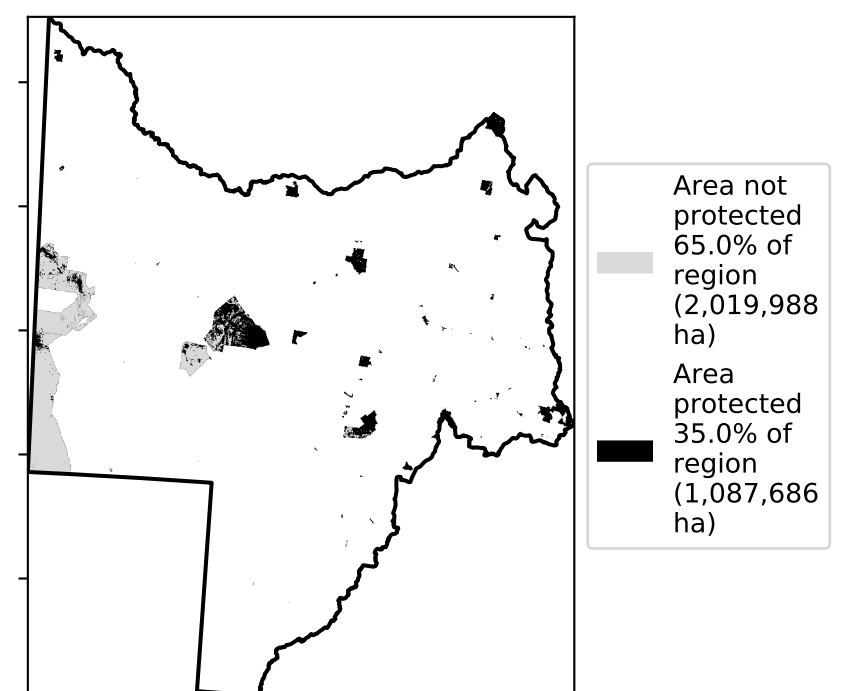 Area not
protected
65.0% of
region
(2,019,988
ha)
Area
protected
35.0% of
region
(1,087,686
ha)